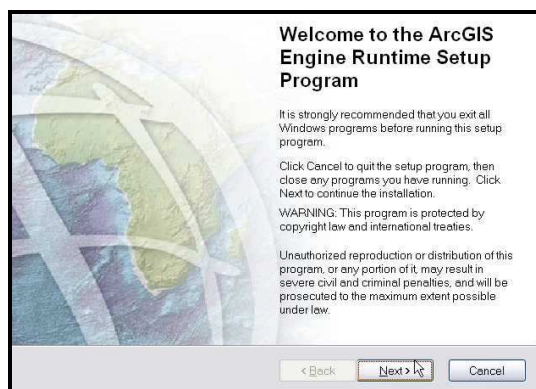 Welcome to the ArcGIS
Engine Runtime Setup
Program
It is strongly recommended that you exit all
Windows programs before running this setup
program.
Click Cancel to quit the setup program, then
close any programs you have running. Click
Next to continue the installation.
WARNING: This program is protected by
copyright law and international treaties.
Unauthorized reproduction or distribution of this
program, or any portion of it, may result in
severe civil and criminal penalties, and will be
prosecuted to the maximum extent possible
under law.
< Back Next > Cancel